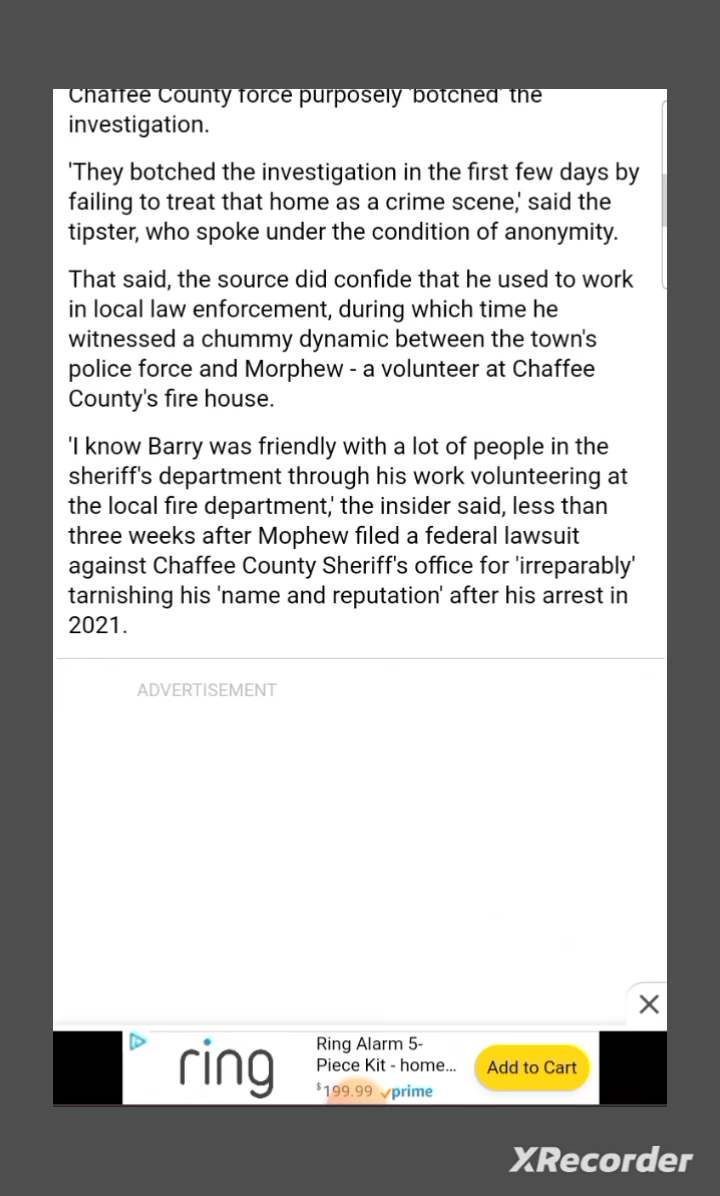 Chaffee County force purposely 'botched' the
investigation.
'They botched the investigation in the first few days by
failing to treat that home as a crime scene,' said the
tipster, who spoke under the condition of anonymity.
That said, the source did confide that he used to work
in local law enforcement, during which time he
witnessed a chummy dynamic between the town's
police force and Morphew - a volunteer at Chaffee
County's fire house.
'I know Barry was friendly with a lot of people in the
sheriff's department through his work volunteering at
the local fire department,' the insider said, less than
three weeks after Mophew filed a federal lawsuit
against Chaffee County Sheriff's office for 'irreparably'
tarnishing his 'name and reputation' after his arrest in
2021.
ADVERTISEMENT
ring
Ring Alarm 5-
Piece Kit - home...
$199.99 prime
Add to Cart
XRecorder